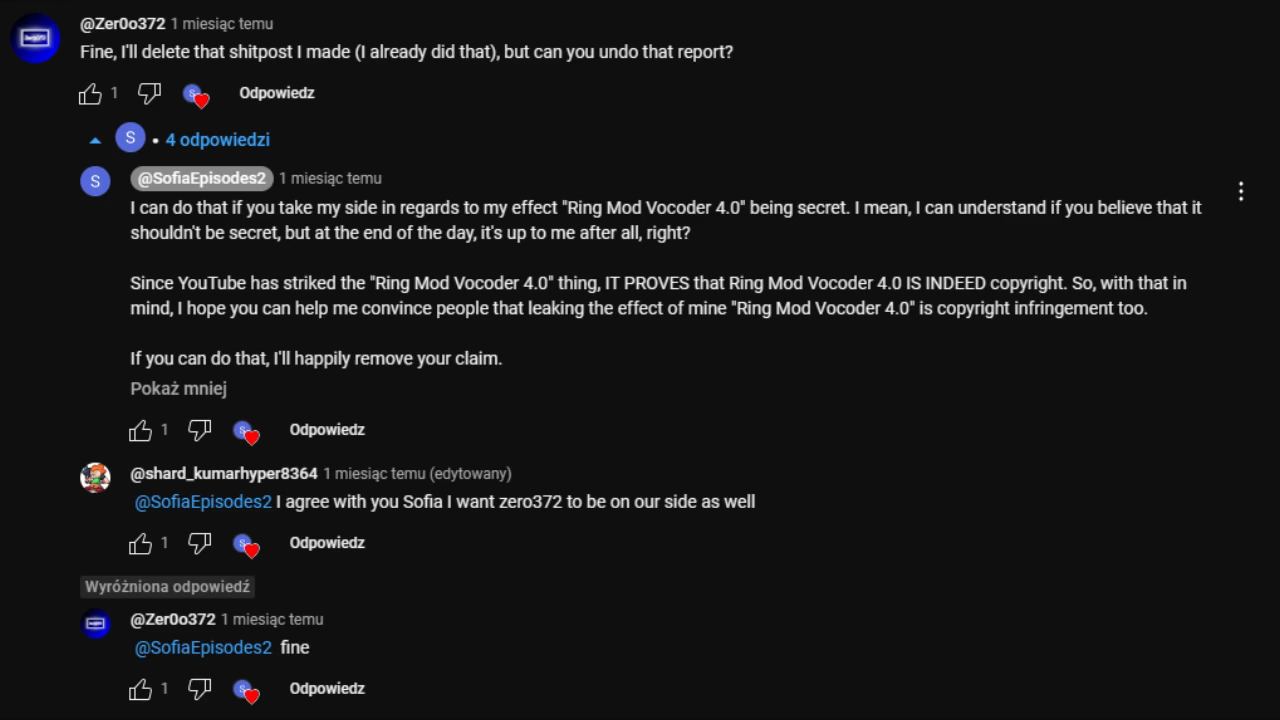 @Zer0o372 1 miesiąc temu
Fine, I'll delete that shitpost I made (I already did that), but can you undo that report?
1 S Odpowiedz
S • 4 odpowiedzi
S @SofiaEpisodes2 1 miesiąc temu
I can do that if you take my side in regards to my effect "Ring Mod Vocoder 4.0" being secret. I mean, I can understand if you believe that it
shouldn't be secret, but at the end of the day, it's up to me after all, right?
Since YouTube has striked the "Ring Mod Vocoder 4.0" thing, IT PROVES that Ring Mod Vocoder 4.0 IS INDEED copyright. So, with that in
mind, I hope you can help me convince people that leaking the effect of mine "Ring Mod Vocoder 4.0" is copyright infringement too.
If you can do that, I'll happily remove your claim.
Pokaż mniej
1 S Odpowiedz
@shard_kumarhyper8364 1 miesiąc temu (edytowany)
@SofiaEpisodes2 I agree with you Sofia I want zero372 to be on our side as well
1 S Odpowiedz
Wyróżniona odpowiedź
@Zer0o372 1 miesiąc temu
@SofiaEpisodes2 fine
1 S Odpowiedz